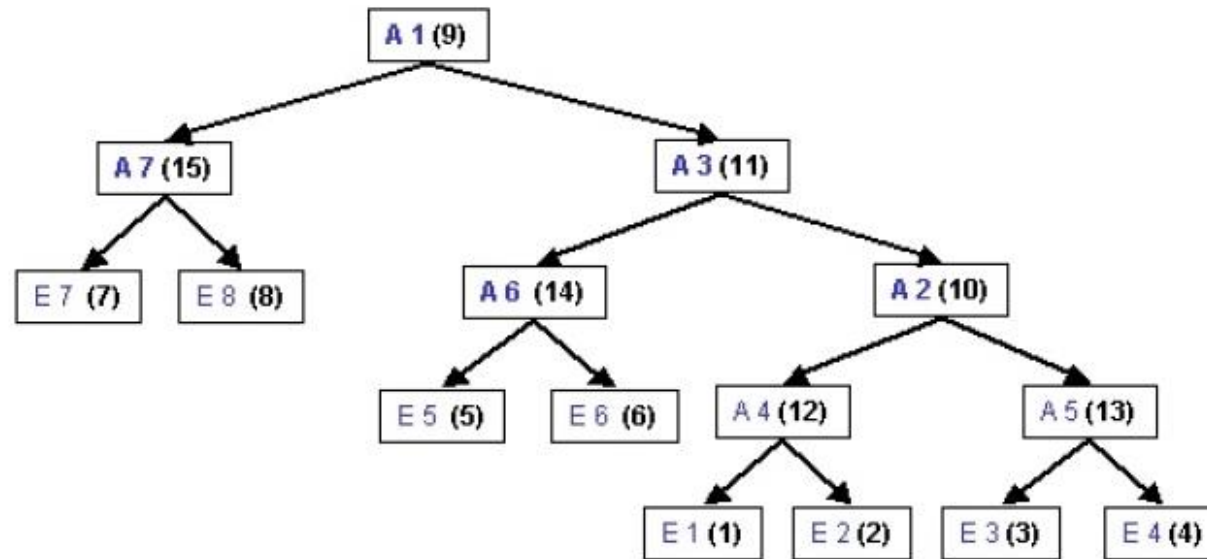 A 1 (9)
A 7 (15)
A 3 (11)
E 7 (7)
E 8 (8)
A 6 (14)
A 2 (10)
E 5 (5)
E 6 (6)
A 4 (12)
A 5 (13)
E 1 (1)
E 2 (2)
E 3 (3)
E 4 (4)